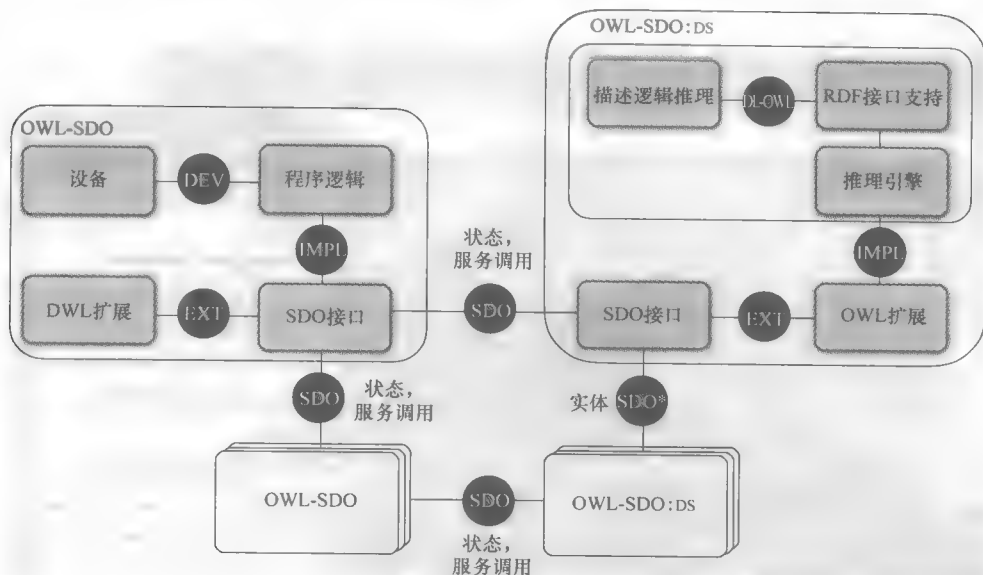 OWL-SDO:DS
描述逻辑推理
DL-OWL
RDF接口支持
OWL-SDO
设备
DEV
程序逻辑
推理引擎
IMPL
状态，
服务调用
IMPL
DWL扩展
EXT
SDO接口
SDO
SDO接口
EXT
OWL扩展
SDO
状态，
服务调用
实体
SDO*
OWL-SDO
SDO
OWL-SDO:DS
状态，
服务调用